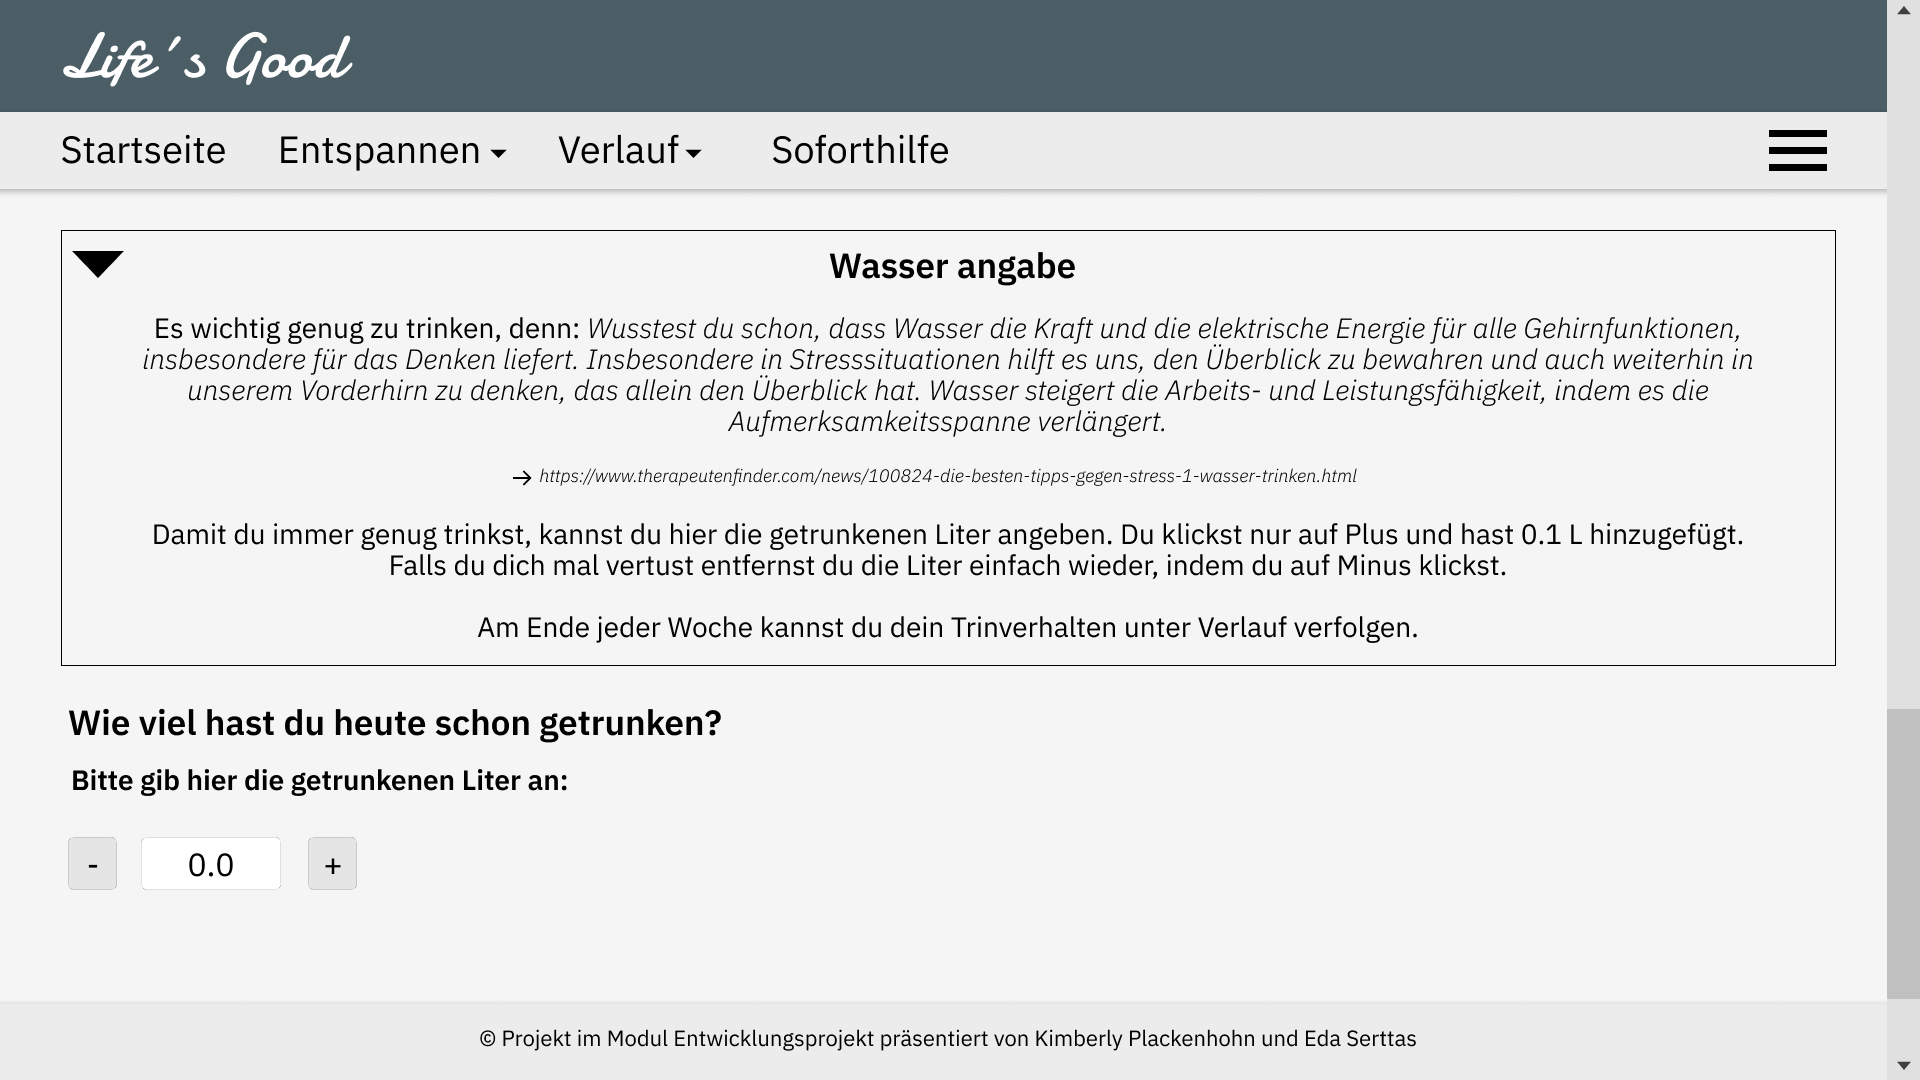 Life´s Good
Startseite Entspannen Verlauf Soforthilfe
Wasser angabe
Es wichtig genug zu trinken, denn: Wusstest du schon, dass Wasser die Kraft und die elektrische Energie für alle Gehirnfunktionen,
insbesondere für das Denken liefert. Insbesondere in Stresssituationen hilft es uns, den Überblick zu bewahren und auch weiterhin in
unserem Vorderhirn zu denken, das allein den Überblick hat. Wasser steigert die Arbeits- und Leistungsfähigkeit, indem es die
Aufmerksamkeitsspanne verlängert.
→ https://www.therapeutenfinder.com/news/100824-die-besten-tipps-gegen-stress-1-wasser-trinken.html
Damit du immer genug trinkst, kannst du hier die getrunkenen Liter angeben. Du klickst nur auf Plus und hast 0.1 L hinzugefügt.
Falls du dich mal vertust entfernst du die Liter einfach wieder, indem du auf Minus klickst.
Am Ende jeder Woche kannst du dein Trinverhalten unter Verlauf verfolgen.
Wie viel hast du heute schon getrunken?
Bitte gib hier die getrunkenen Liter an:
- 0.0 +
© Projekt im Modul Entwicklungsprojekt präsentiert von Kimberly Plackenhohn und Eda Serttas